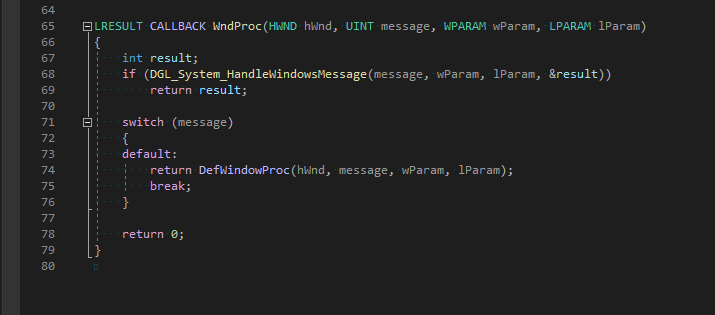 64
65 LRESULT CALLBACK WndProc(HWND hWnd, UINT message, WPARAM wParam, LPARAM lParam)
66 {
67 int result;
68 if (DGL_System_HandleWindowsMessage(message, wParam, lParam, &result))
69 return result;
70
71 switch (message)
72 {
73 default:
74 return DefWindowProc(hWnd, message, wParam, lParam);
75 break;
76 }
77
78 return 0;
79 }
80